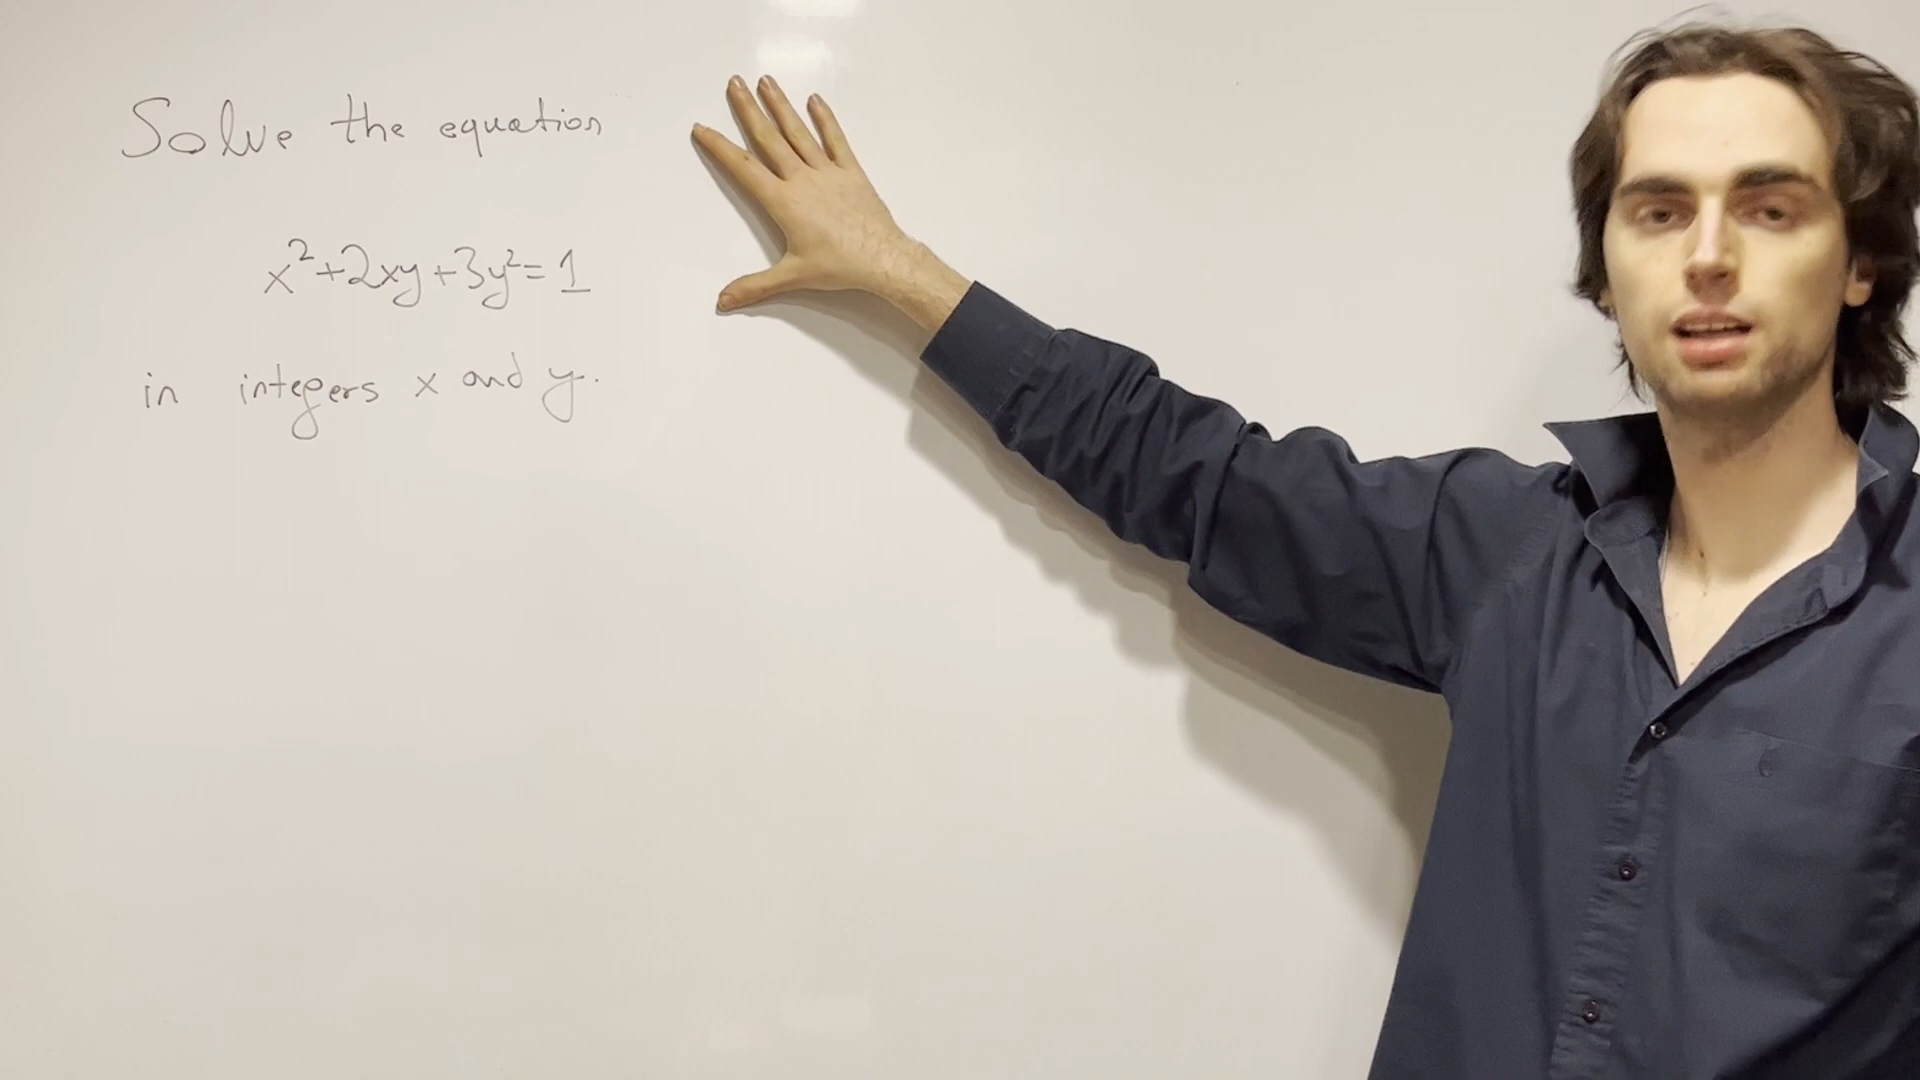 Solve the equation
x²+2xy+3y²=1
in integers x and y.